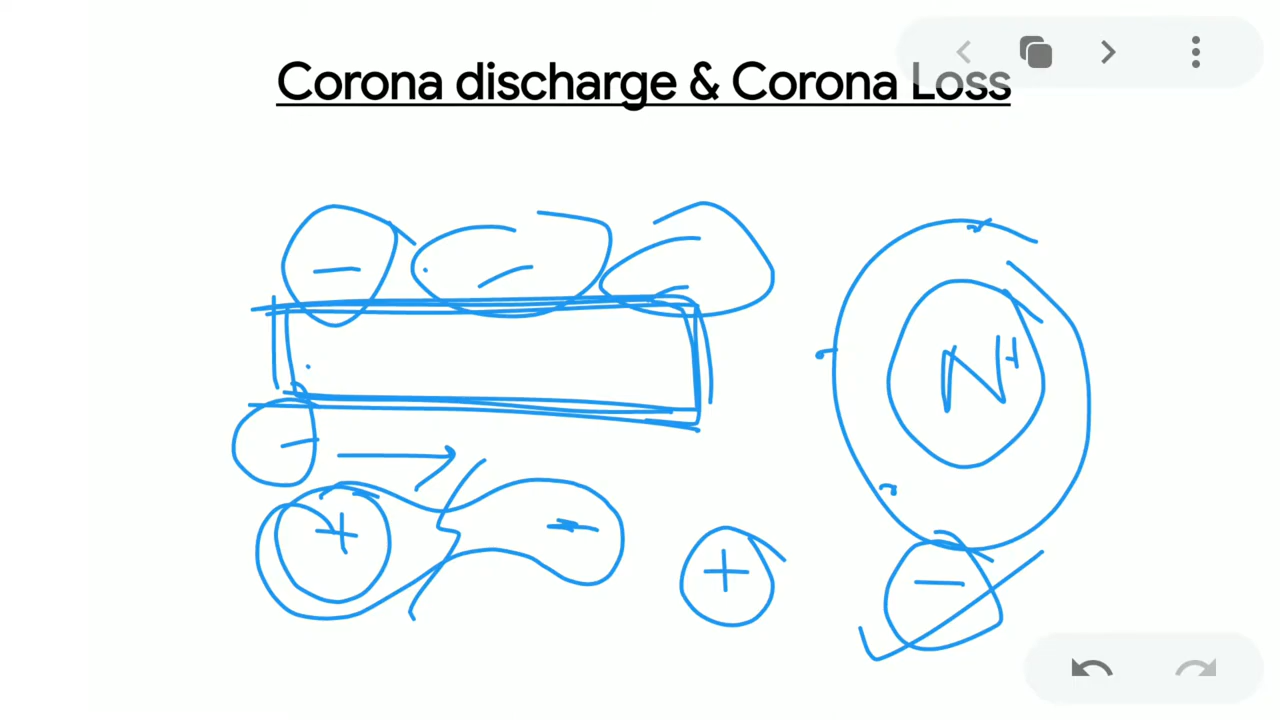 Corona discharge & Corona Loss
− − −
N+
−
+ −
+ −